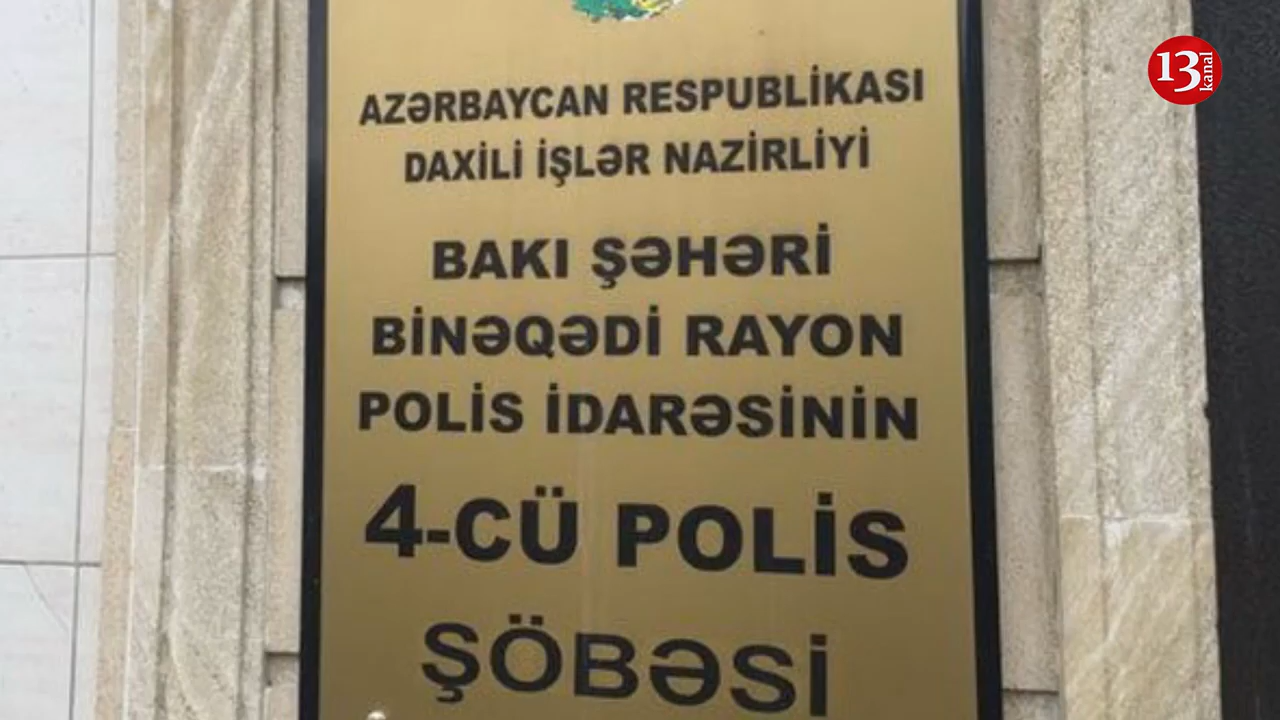 13
kanal
AZƏRBAYCAN RESPUBLİKASI
DAXİLİ İŞLƏR NAZİRLİYİ
BAKI ŞƏHƏRİ
BİNƏQƏDİ RAYON
POLİS İDARƏSİNİN
4-CÜ POLİS
ŞÖBƏSİ